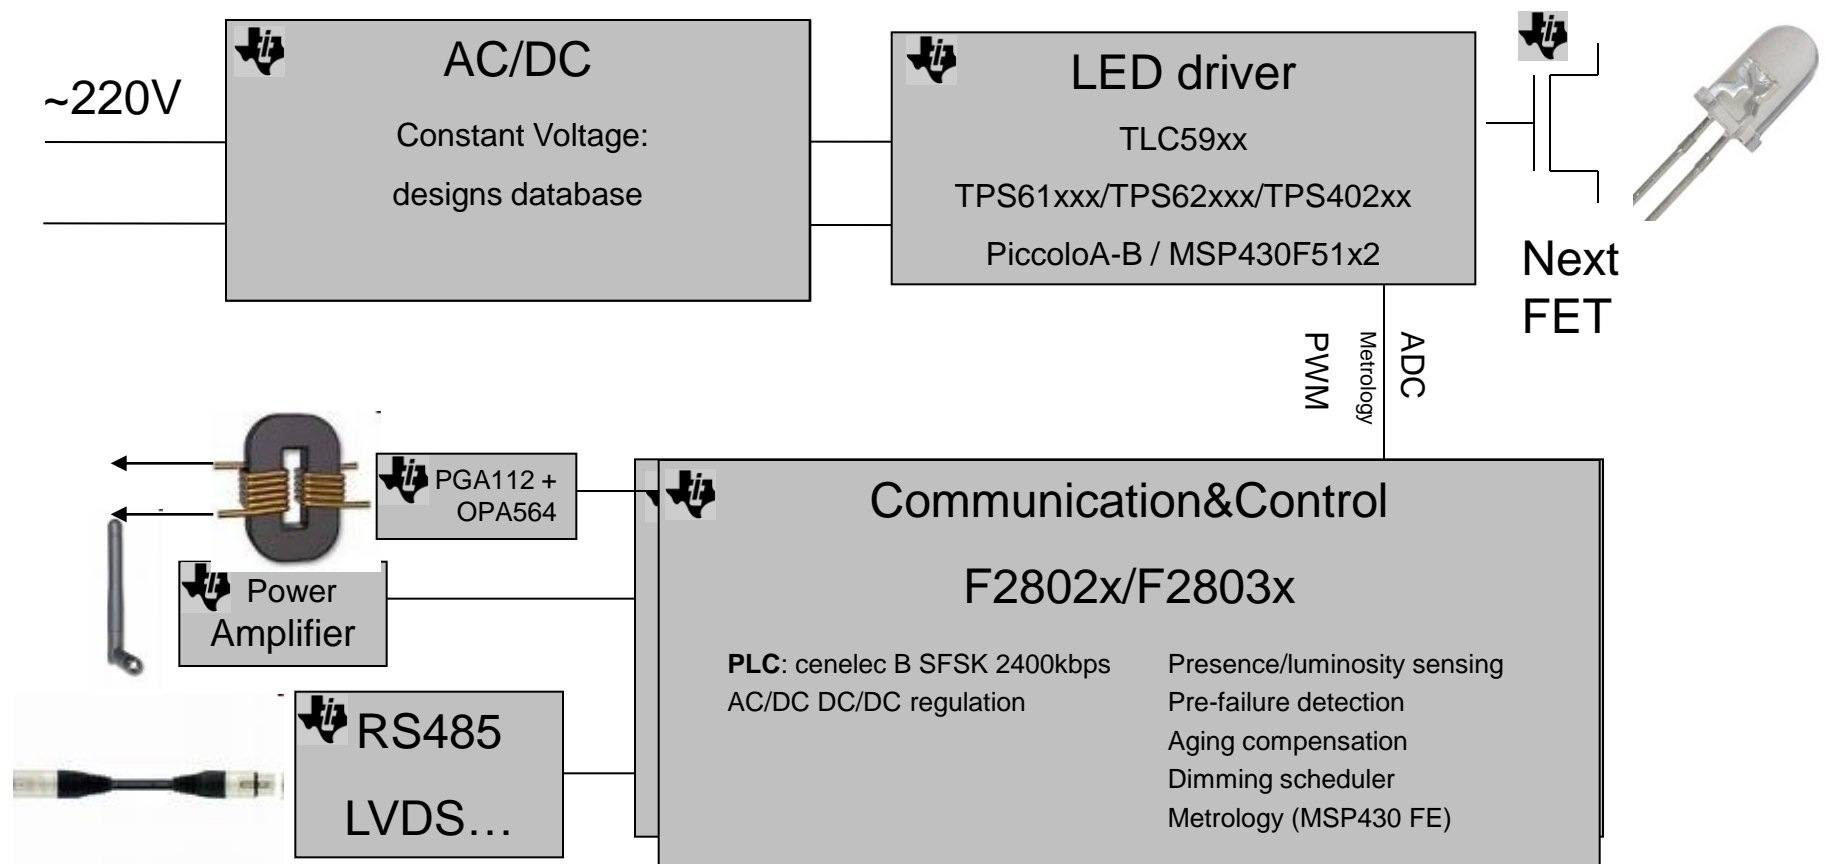 ~220V
AC/DC
Constant Voltage:
designs database
LED driver
TLC59xx
TPS61xxx/TPS62xxx/TPS402xx
PiccoloA-B / MSP430F51x2
Next
FET
PWM
Metrology
ADC
PGA112 +
OPA564
Power
Amplifier
RS485
LVDS…
Communication&Control
F2802x/F2803x
PLC: cenelec B SFSK 2400kbps
AC/DC DC/DC regulation
Presence/luminosity sensing
Pre-failure detection
Aging compensation
Dimming scheduler
Metrology (MSP430 FE)